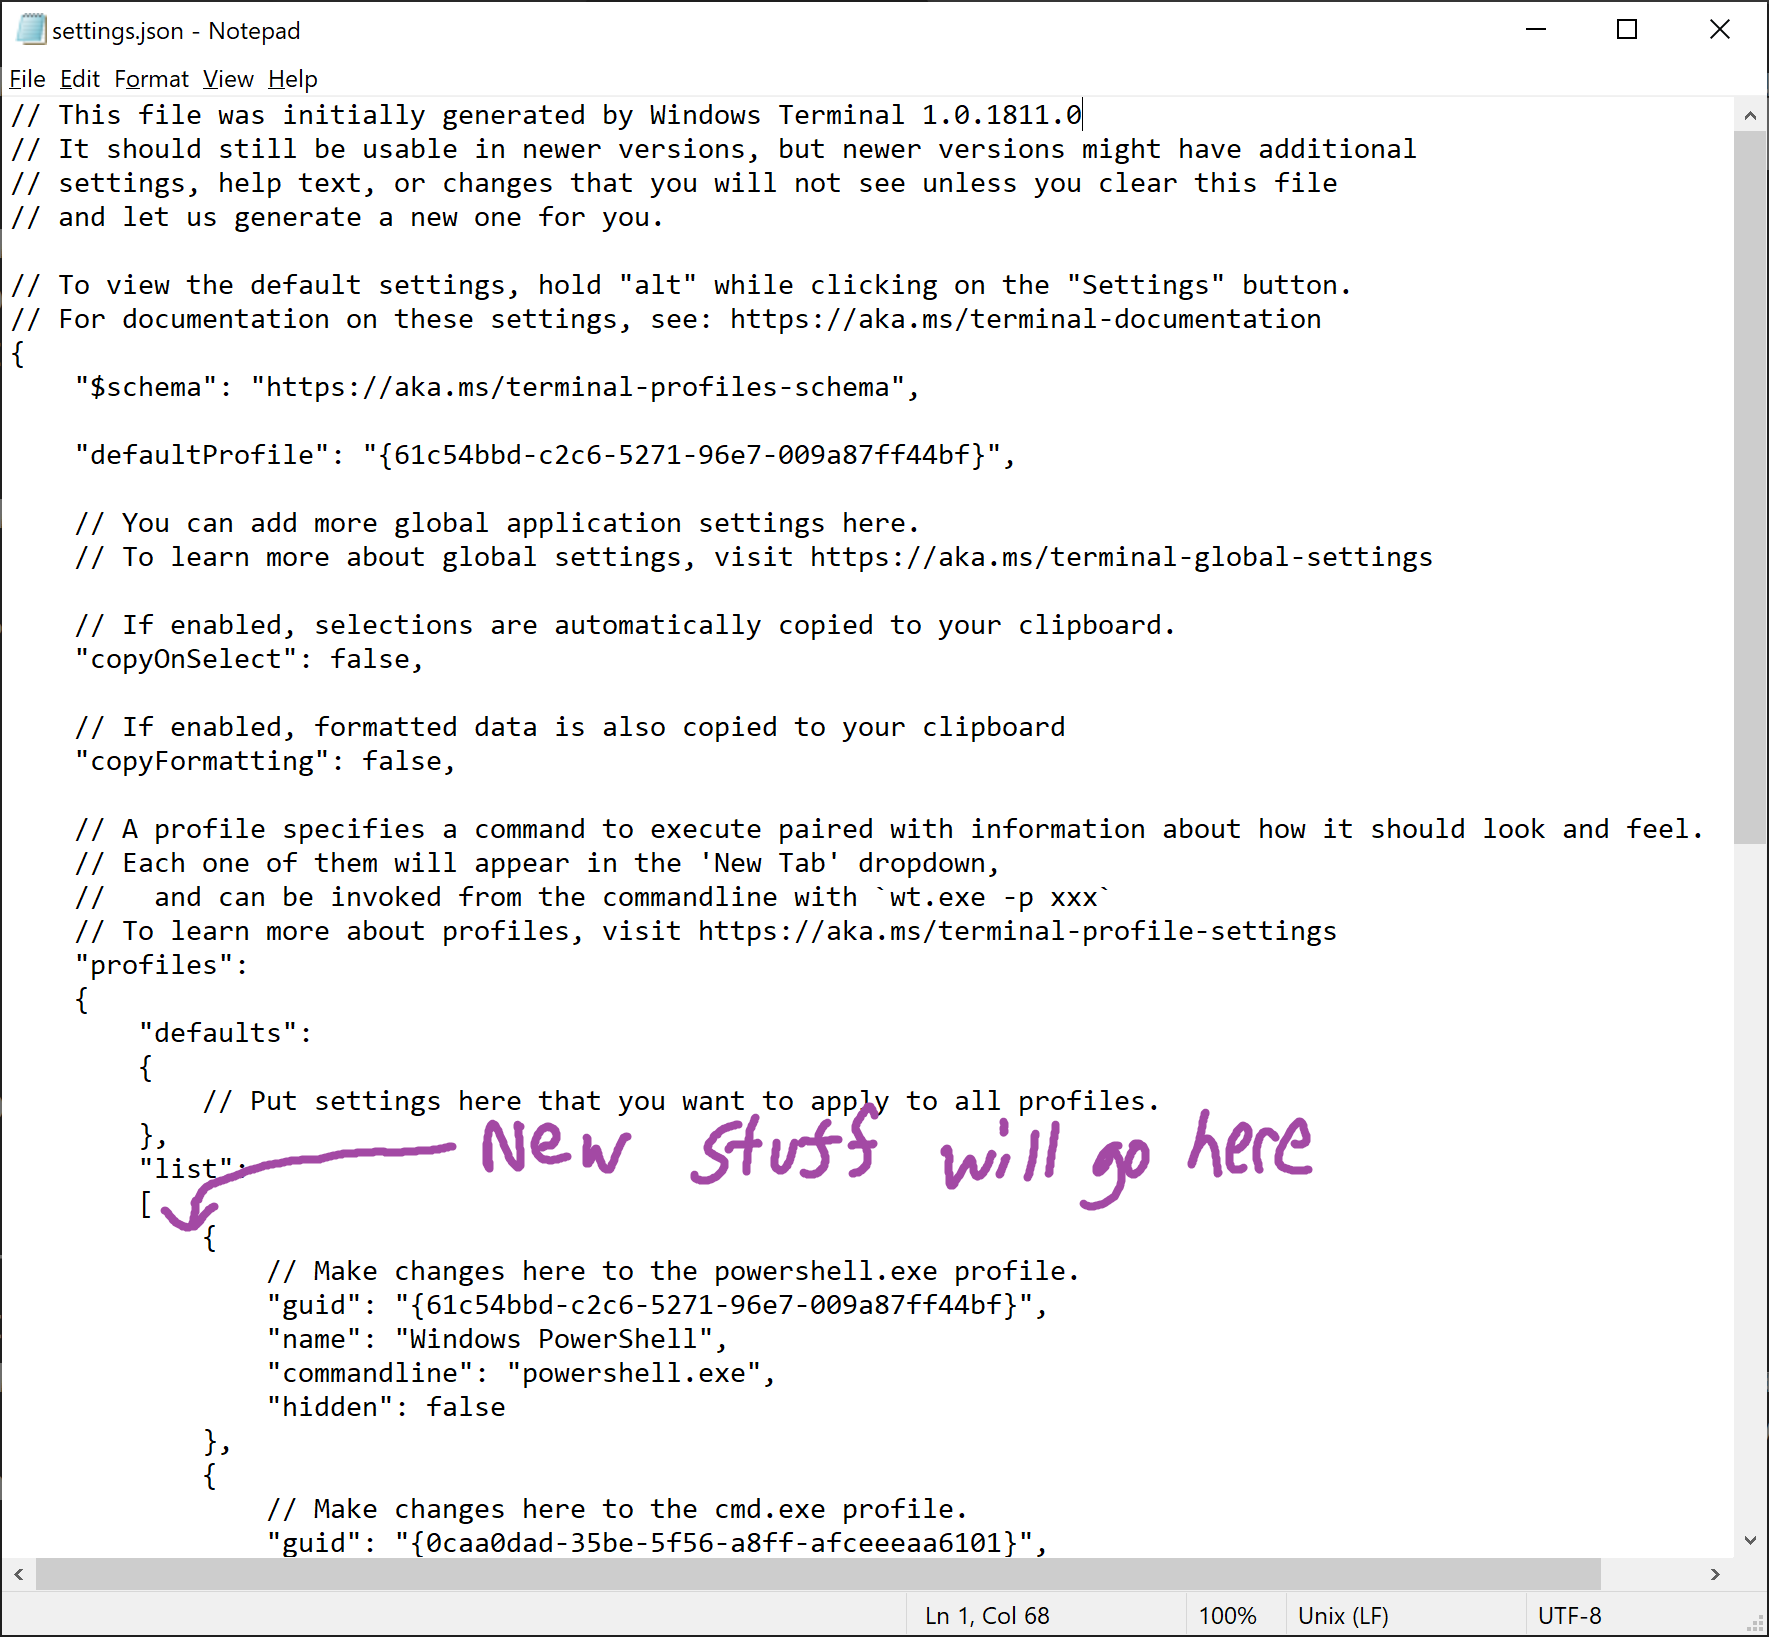 settings.json - Notepad
File Edit Format View Help
// This file was initially generated by Windows Terminal 1.0.1811.0
// It should still be usable in newer versions, but newer versions might have additional
// settings, help text, or changes that you will not see unless you clear this file
// and let us generate a new one for you.
// To view the default settings, hold "alt" while clicking on the "Settings" button.
// For documentation on these settings, see: https://aka.ms/terminal-documentation
{
    "$schema": "https://aka.ms/terminal-profiles-schema",
    "defaultProfile": "{61c54bbd-c2c6-5271-96e7-009a87ff44bf}",
    // You can add more global application settings here.
    // To learn more about global settings, visit https://aka.ms/terminal-global-settings
    // If enabled, selections are automatically copied to your clipboard.
    "copyOnSelect": false,
    // If enabled, formatted data is also copied to your clipboard
    "copyFormatting": false,
    // A profile specifies a command to execute paired with information about how it should look and feel.
    // Each one of them will appear in the 'New Tab' dropdown,
    //   and can be invoked from the commandline with `wt.exe -p xxx`
    // To learn more about profiles, visit https://aka.ms/terminal-profile-settings
    "profiles":
    {
        "defaults":
        {
            // Put settings here that you want to apply to all profiles.
        },
New stuff will go here
        "list":
        [
            {
                // Make changes here to the powershell.exe profile.
                "guid": "{61c54bbd-c2c6-5271-96e7-009a87ff44bf}",
                "name": "Windows PowerShell",
                "commandline": "powershell.exe",
                "hidden": false
            },
            {
                // Make changes here to the cmd.exe profile.
                "guid": "{0caa0dad-35be-5f56-a8ff-afceeeaa6101}",
Ln 1, Col 68
100%
Unix (LF)
UTF-8